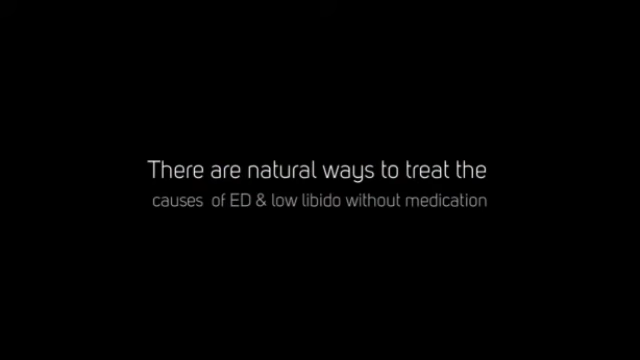 There are natural ways to treat the
causes of ED & low libido without medication